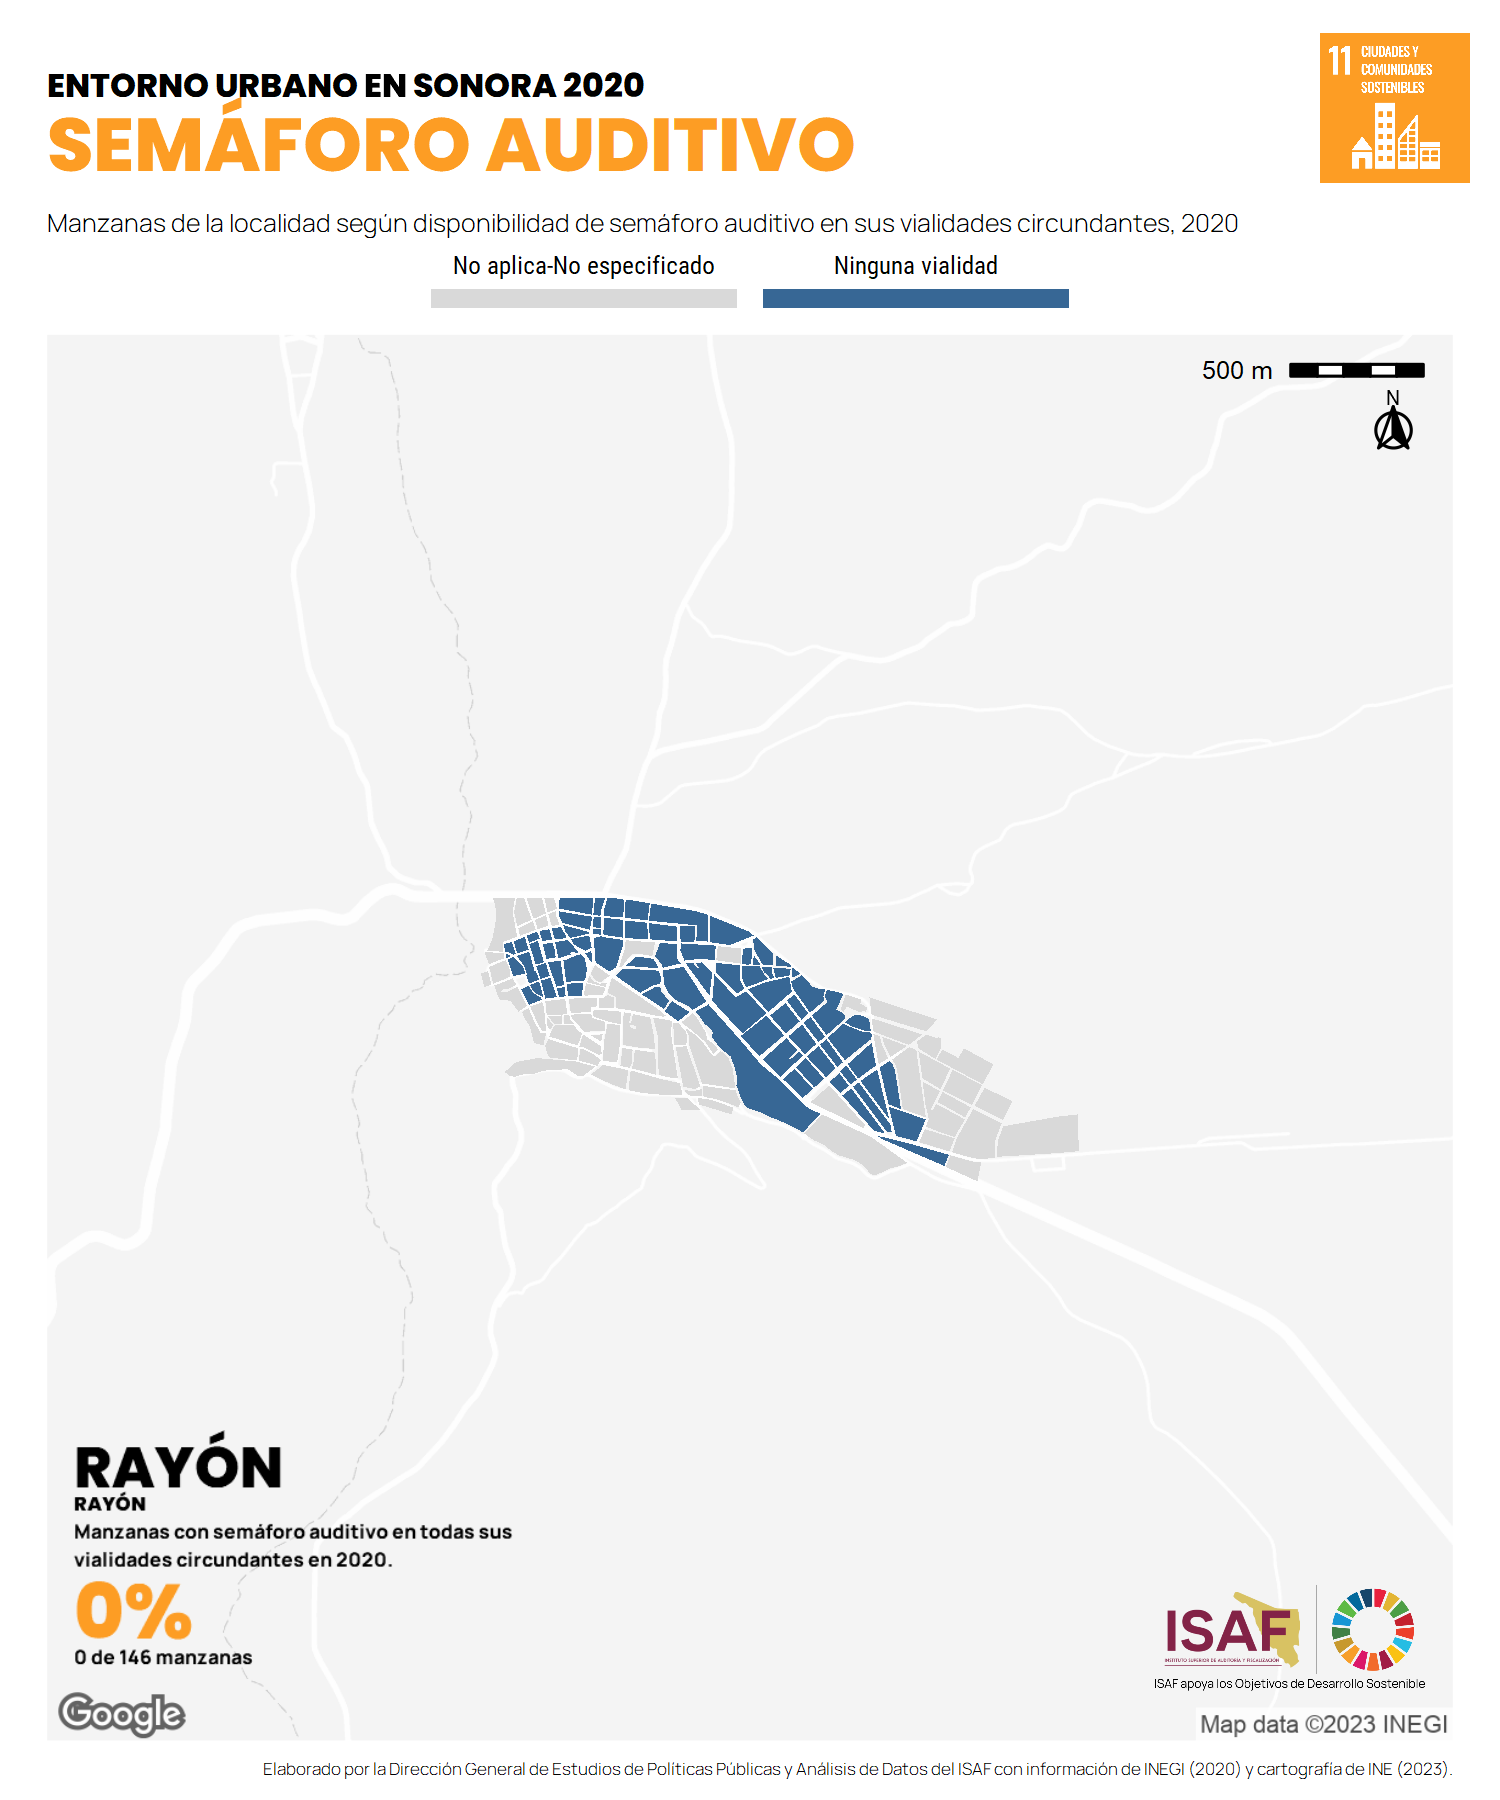 11 CIUDADES Y
COMUNIDADES
SOSTENIBLES
ENTORNO URBANO EN SONORA 2020
SEMÁFORO AUDITIVO
Manzanas de la localidad según disponibilidad de semáforo auditivo en sus vialidades circundantes, 2020
No aplica-No especificado
Ninguna vialidad
500 m
N
RAYÓN
RAYÓN
Manzanas con semáforo auditivo en todas sus
vialidades circundantes en 2020.
0%
0 de 146 manzanas
Google
ISAF
INSTITUTO SUPERIOR DE AUDITORÍA Y FISCALIZACIÓN
ISAF apoya los Objetivos de Desarrollo Sostenible
Map data ©2023 INEGI
Elaborado por la Dirección General de Estudios de Políticas Públicas y Análisis de Datos del ISAF con información de INEGI (2020) y cartografía de INE (2023).